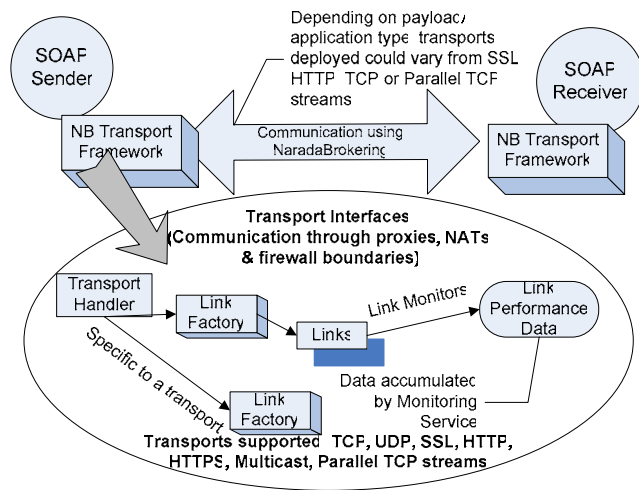 SOAP
Sender
Depending on payload/
application type, transports
deployed could vary from SSL,
HTTP, TCP or Parallel TCP
streams
SOAP
Receiver
NB Transport
Framework
Communication using
NaradaBrokering
NB Transport
Framework
Transport Interfaces
(Communication through proxies, NATs
& firewall boundaries)
Transport
Handler
Link
Factory
Links
Link Monitors
Link
Performance
Data
Specific to a transport
Link
Factory
Data accumulated
by Monitoring
Service
Transports supported TCP, UDP, SSL, HTTP,
HTTPS, Multicast, Parallel TCP streams